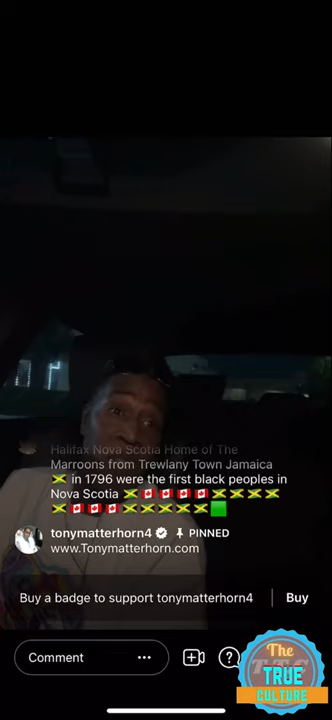 Halifax Nova Scotia Home of The
Marroons from Trewlany Town Jamaica
🇯🇲 in 1796 were the first black peoples in
Nova Scotia 🇯🇲🇨🇦🇨🇦🇨🇦🇨🇦🇯🇲🇯🇲🇯🇲🇯🇲
🇯🇲🇨🇦🇨🇦🇨🇦🇯🇲🇯🇲🇯🇲🇯🇲🇯🇲🟩
tonymatterhorn4 PINNED
www.Tonymatterhorn.com
Buy a badge to support tonymatterhorn4 Buy
Comment
The
TRUE
CULTURE